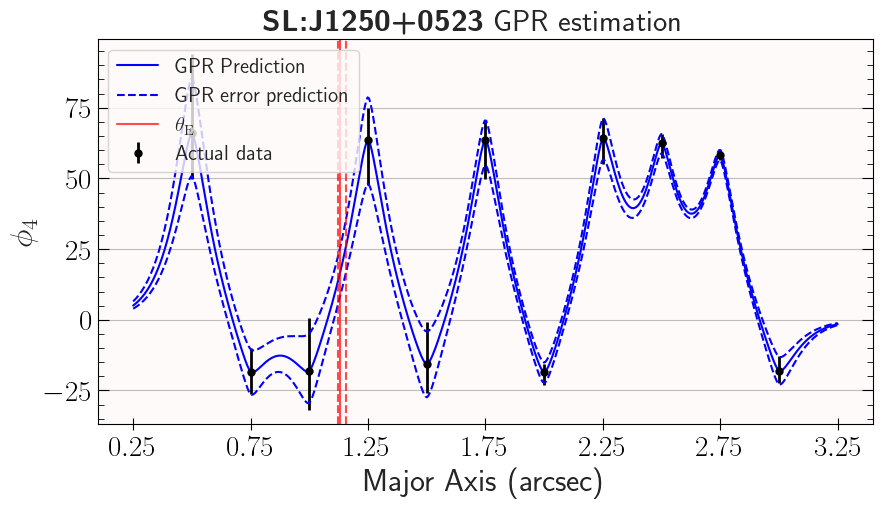 SL:J1250+0523 GPR estimation
GPR Prediction
GPR error prediction
θ_E
Actual data
ϕ_4
75
50
25
0
−25
0.25 0.75 1.25 1.75 2.25 2.75 3.25
Major Axis (arcsec)